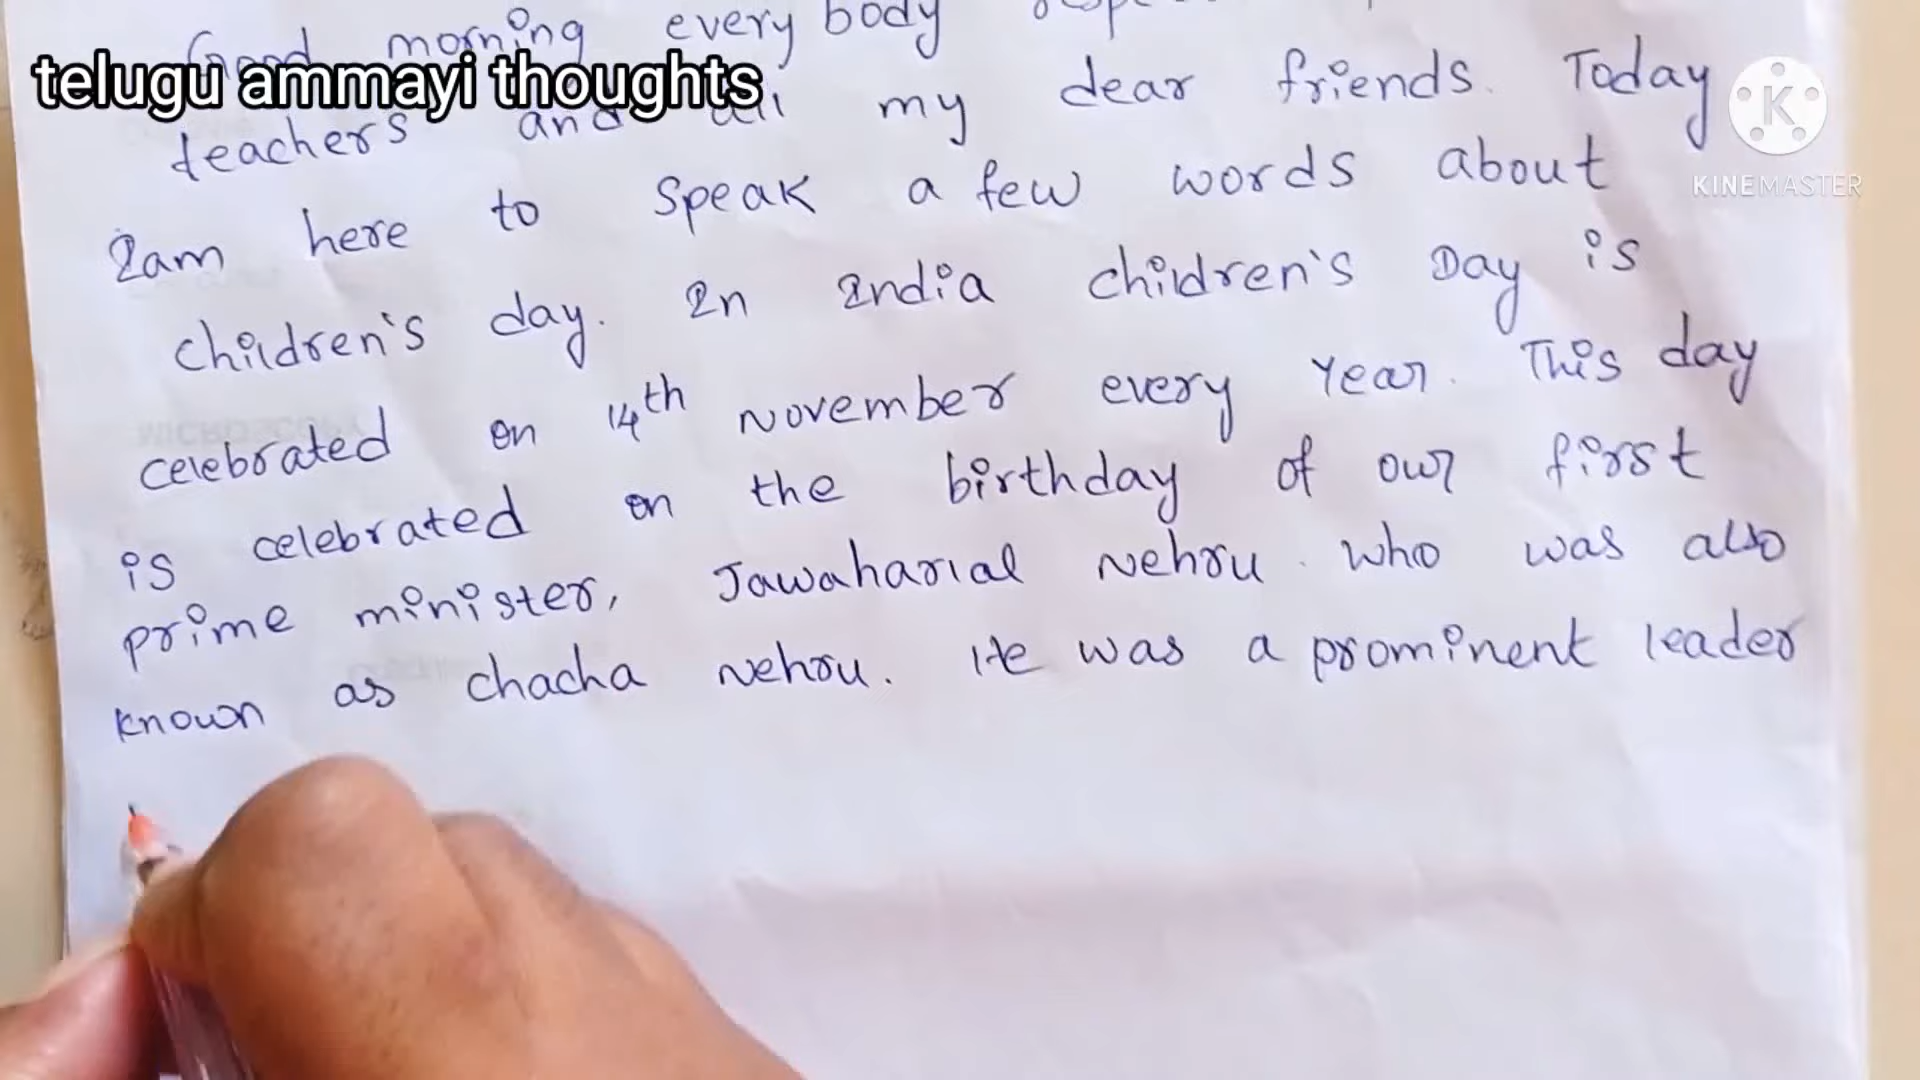 Good morning every body
telugu ammayi thoughts
teachers and all my dear friends. Today
I am here to speak a few words about
children's day. In India children's Day is
celebrated on 14th November every Year. This day
is celebrated on the birthday of our first
prime minister, Jawaharlal Nehru. who was also
known as chacha Nehru. He was a prominent leader
K
KINEMASTER